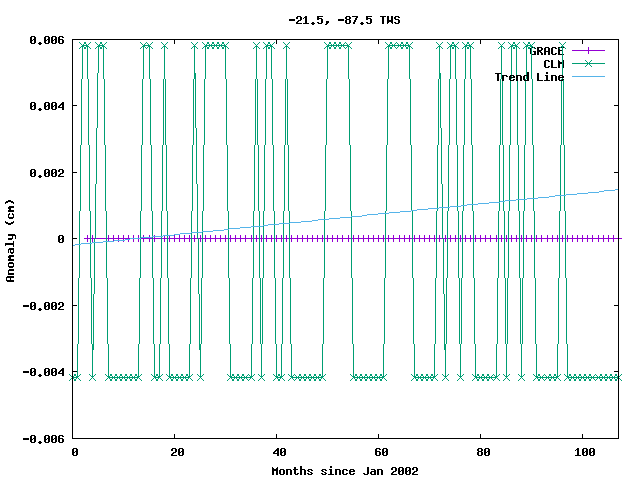 -21.5, -87.5 TWS
0.006
0.004
0.002
0
-0.002
-0.004
-0.006
Anomaly (cm)
GRACE
CLM
Trend Line
0 20 40 60 80 100
Months since Jan 2002